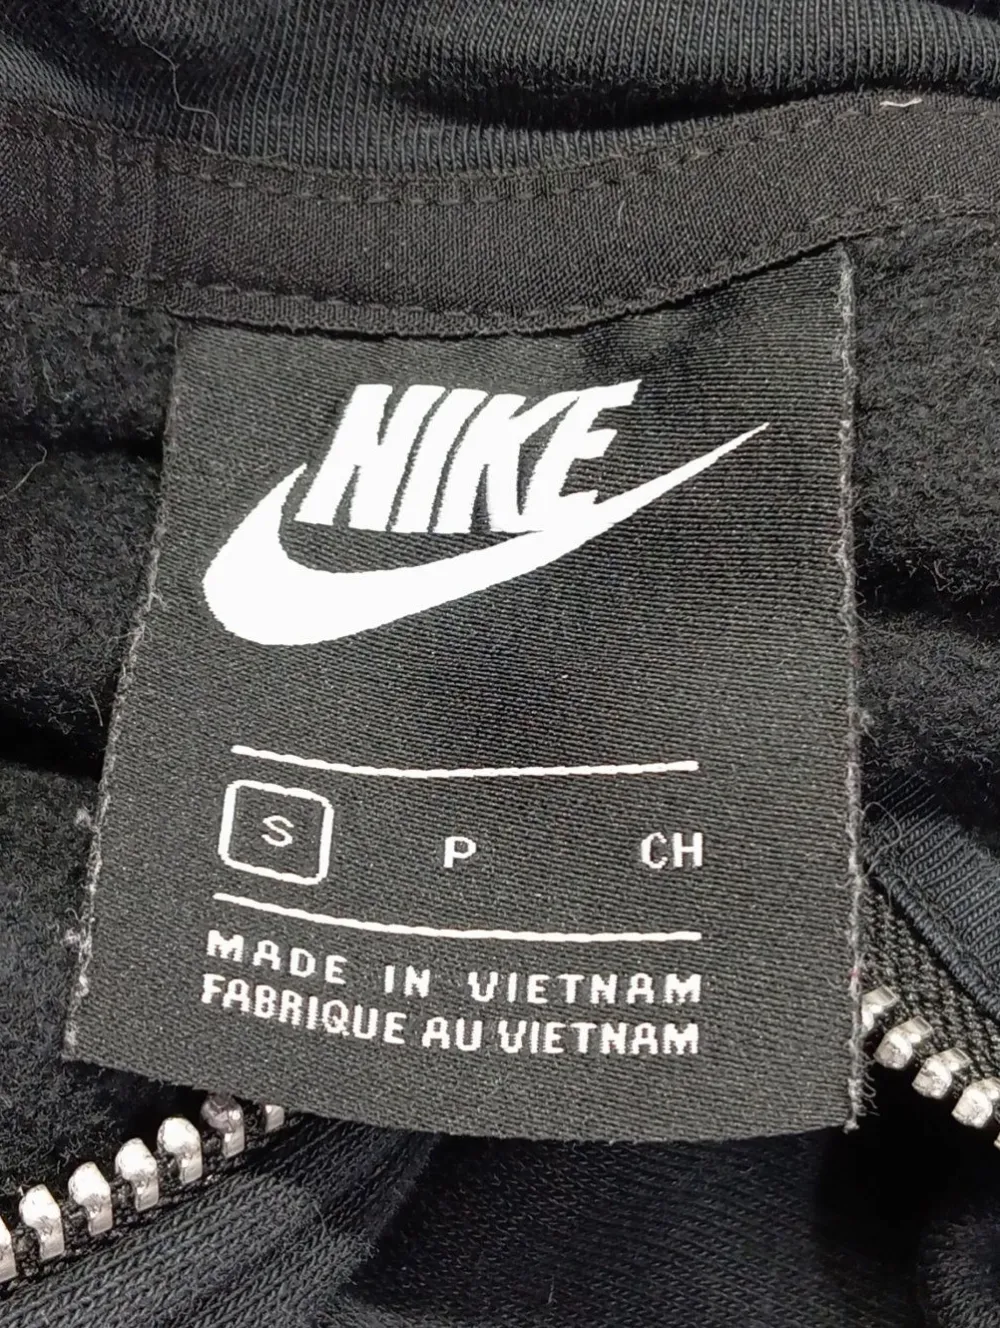 NIKE
S P CH
MADE IN VIETNAM
FABRIQUE AU VIETNAM